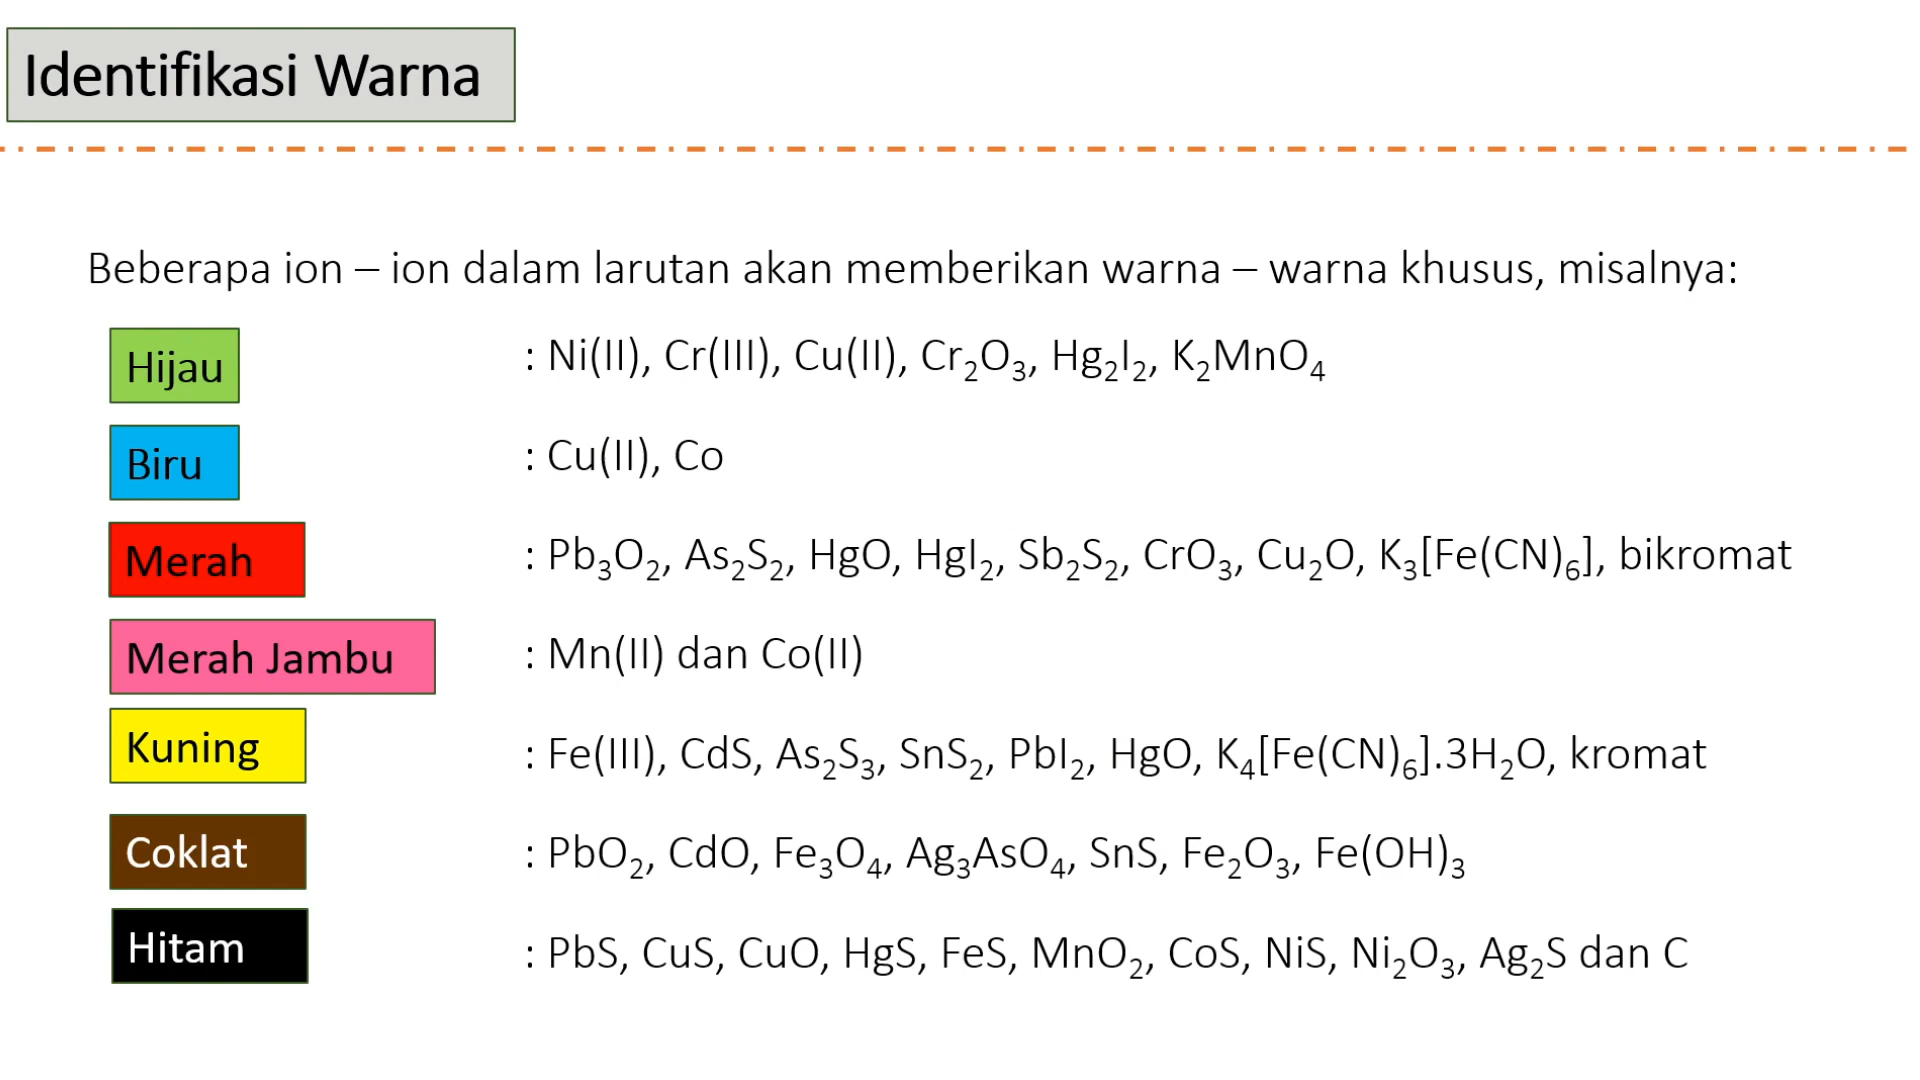 Identifikasi Warna
Beberapa ion – ion dalam larutan akan memberikan warna – warna khusus, misalnya:
Hijau : Ni(II), Cr(III), Cu(II), Cr₂O₃, Hg₂I₂, K₂MnO₄
Biru : Cu(II), Co
Merah : Pb₃O₂, As₂S₂, HgO, HgI₂, Sb₂S₂, CrO₃, Cu₂O, K₃[Fe(CN)₆], bikromat
Merah Jambu : Mn(II) dan Co(II)
Kuning : Fe(III), CdS, As₂S₃, SnS₂, PbI₂, HgO, K₄[Fe(CN)₆].3H₂O, kromat
Coklat : PbO₂, CdO, Fe₃O₄, Ag₃AsO₄, SnS, Fe₂O₃, Fe(OH)₃
Hitam : PbS, CuS, CuO, HgS, FeS, MnO₂, CoS, NiS, Ni₂O₃, Ag₂S dan C